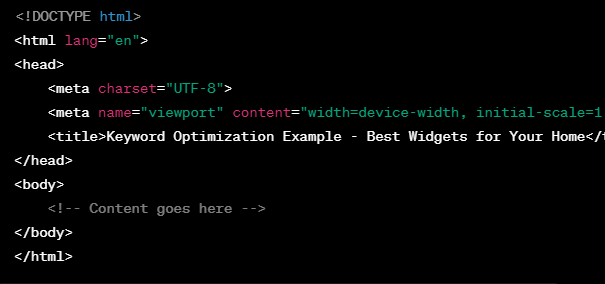 <!DOCTYPE html>
<html lang="en">
<head>
    <meta charset="UTF-8">
    <meta name="viewport" content="width=device-width, initial-scale=1
    <title>Keyword Optimization Example - Best Widgets for Your Home</t
</head>
<body>
    <!-- Content goes here -->
</body>
</html>